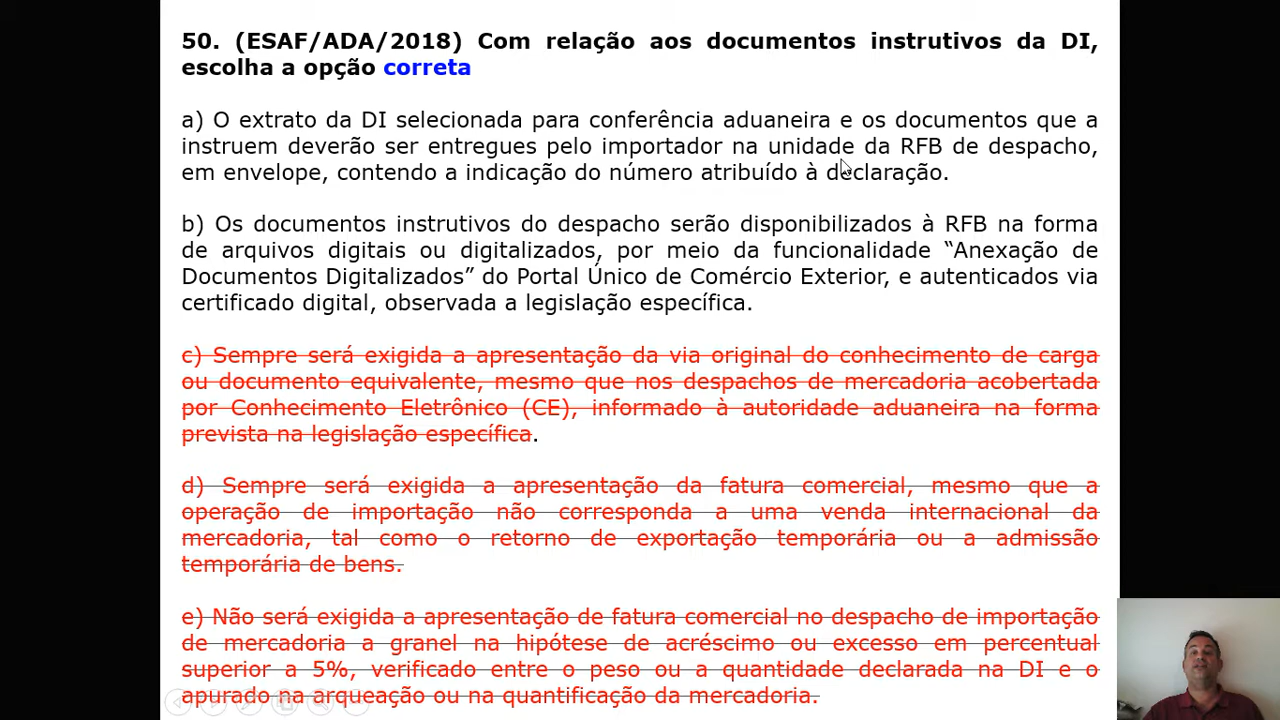 50. (ESAF/ADA/2018) Com relação aos documentos instrutivos da DI,
escolha a opção correta
a) O extrato da DI selecionada para conferência aduaneira e os documentos que a
instruem deverão ser entregues pelo importador na unidade da RFB de despacho,
em envelope, contendo a indicação do número atribuído à declaração.
b) Os documentos instrutivos do despacho serão disponibilizados à RFB na forma
de arquivos digitais ou digitalizados, por meio da funcionalidade “Anexação de
Documentos Digitalizados” do Portal Único de Comércio Exterior, e autenticados via
certificado digital, observada a legislação específica.
c) Sempre será exigida a apresentação da via original do conhecimento de carga
ou documento equivalente, mesmo que nos despachos de mercadoria acobertada
por Conhecimento Eletrônico (CE), informado à autoridade aduaneira na forma
prevista na legislação específica.
d) Sempre será exigida a apresentação da fatura comercial, mesmo que a
operação de importação não corresponda a uma venda internacional da
mercadoria, tal como o retorno de exportação temporária ou a admissão
temporária de bens.
e) Não será exigida a apresentação de fatura comercial no despacho de importação
de mercadoria a granel na hipótese de acréscimo ou excesso em percentual
superior a 5%, verificado entre o peso ou a quantidade declarada na DI e o
apurado na arqueação ou na quantificação da mercadoria.